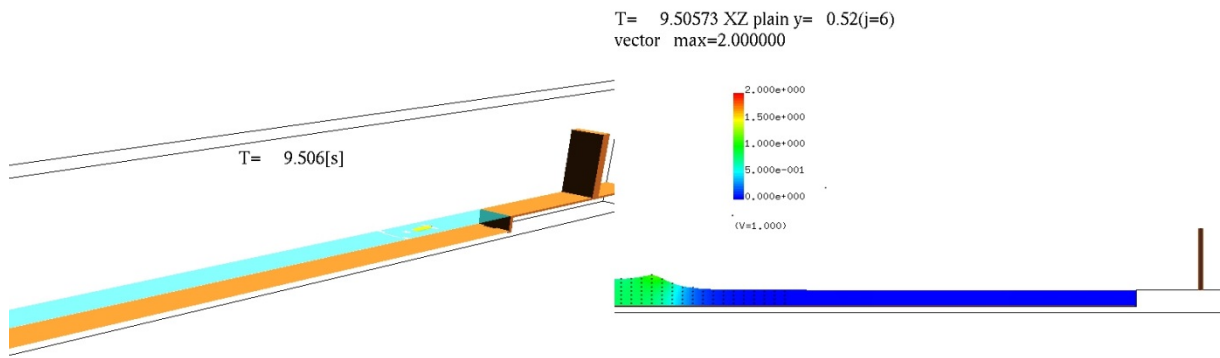 T= 9.506[s]
T= 9.50573 XZ plain y= 0.52(j=6)
vector max=2.000000
2.000e+000
1.500e+000
1.000e+000
5.000e-001
0.000e+000
(V=1.000)